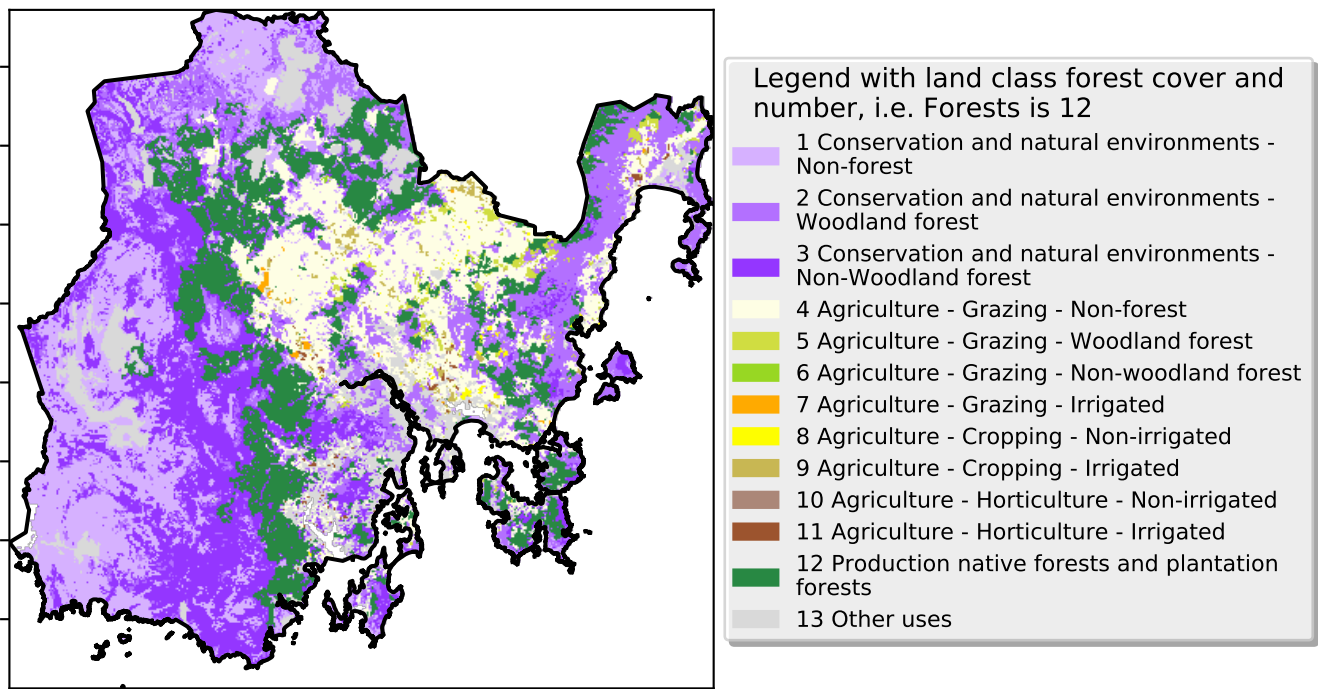 Legend with land class forest cover and
number, i.e. Forests is 12
1 Conservation and natural environments -
Non-forest
2 Conservation and natural environments -
Woodland forest
3 Conservation and natural environments -
Non-Woodland forest
4 Agriculture - Grazing - Non-forest
5 Agriculture - Grazing - Woodland forest
6 Agriculture - Grazing - Non-woodland forest
7 Agriculture - Grazing - Irrigated
8 Agriculture - Cropping - Non-irrigated
9 Agriculture - Cropping - Irrigated
10 Agriculture - Horticulture - Non-irrigated
11 Agriculture - Horticulture - Irrigated
12 Production native forests and plantation
forests
13 Other uses